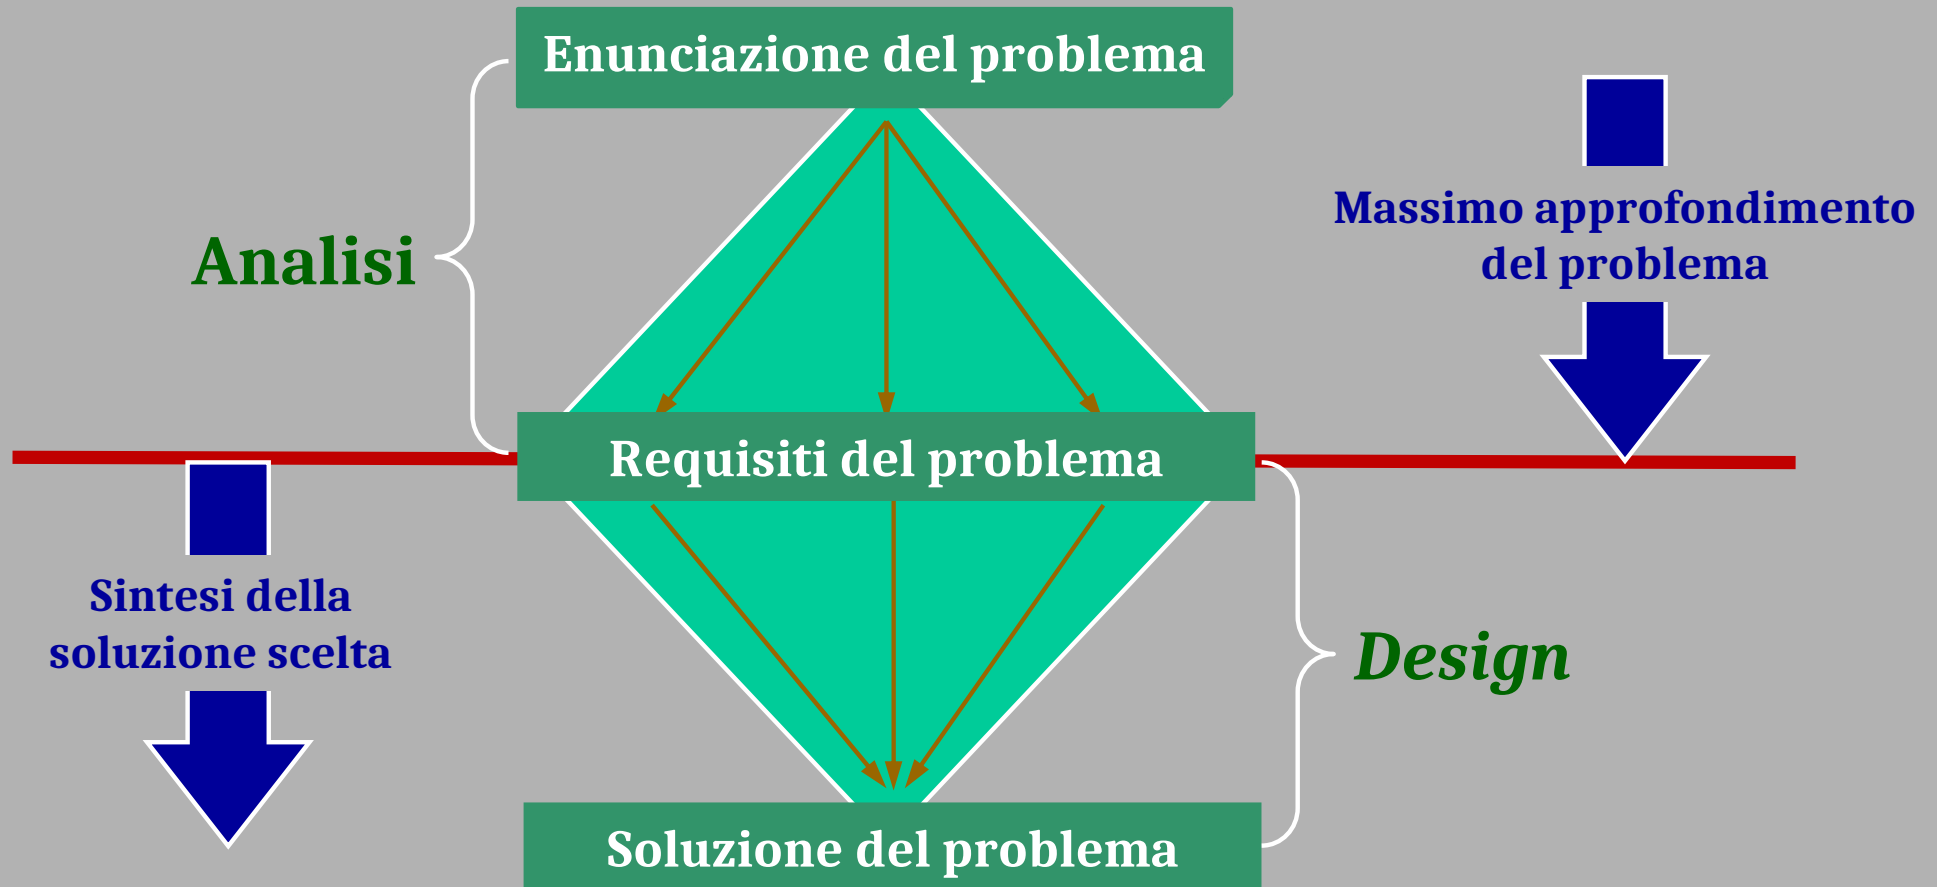 Enunciazione del problema
Massimo approfondimento
del problema
Analisi
Requisiti del problema
Sintesi della
soluzione scelta
Design
Soluzione del problema